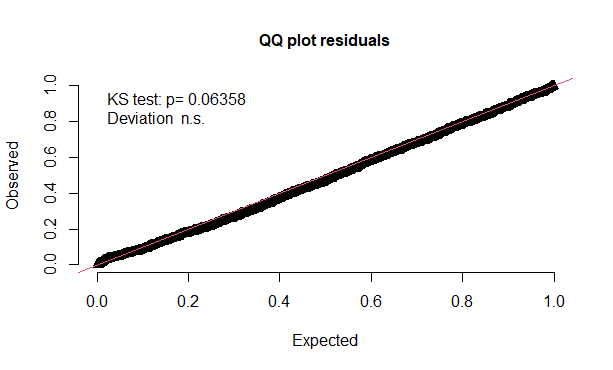 QQ plot residuals
KS test: p= 0.06358
Deviation n.s.
Observed
0.0 0.2 0.4 0.6 0.8 1.0
0.0 0.2 0.4 0.6 0.8 1.0
Expected